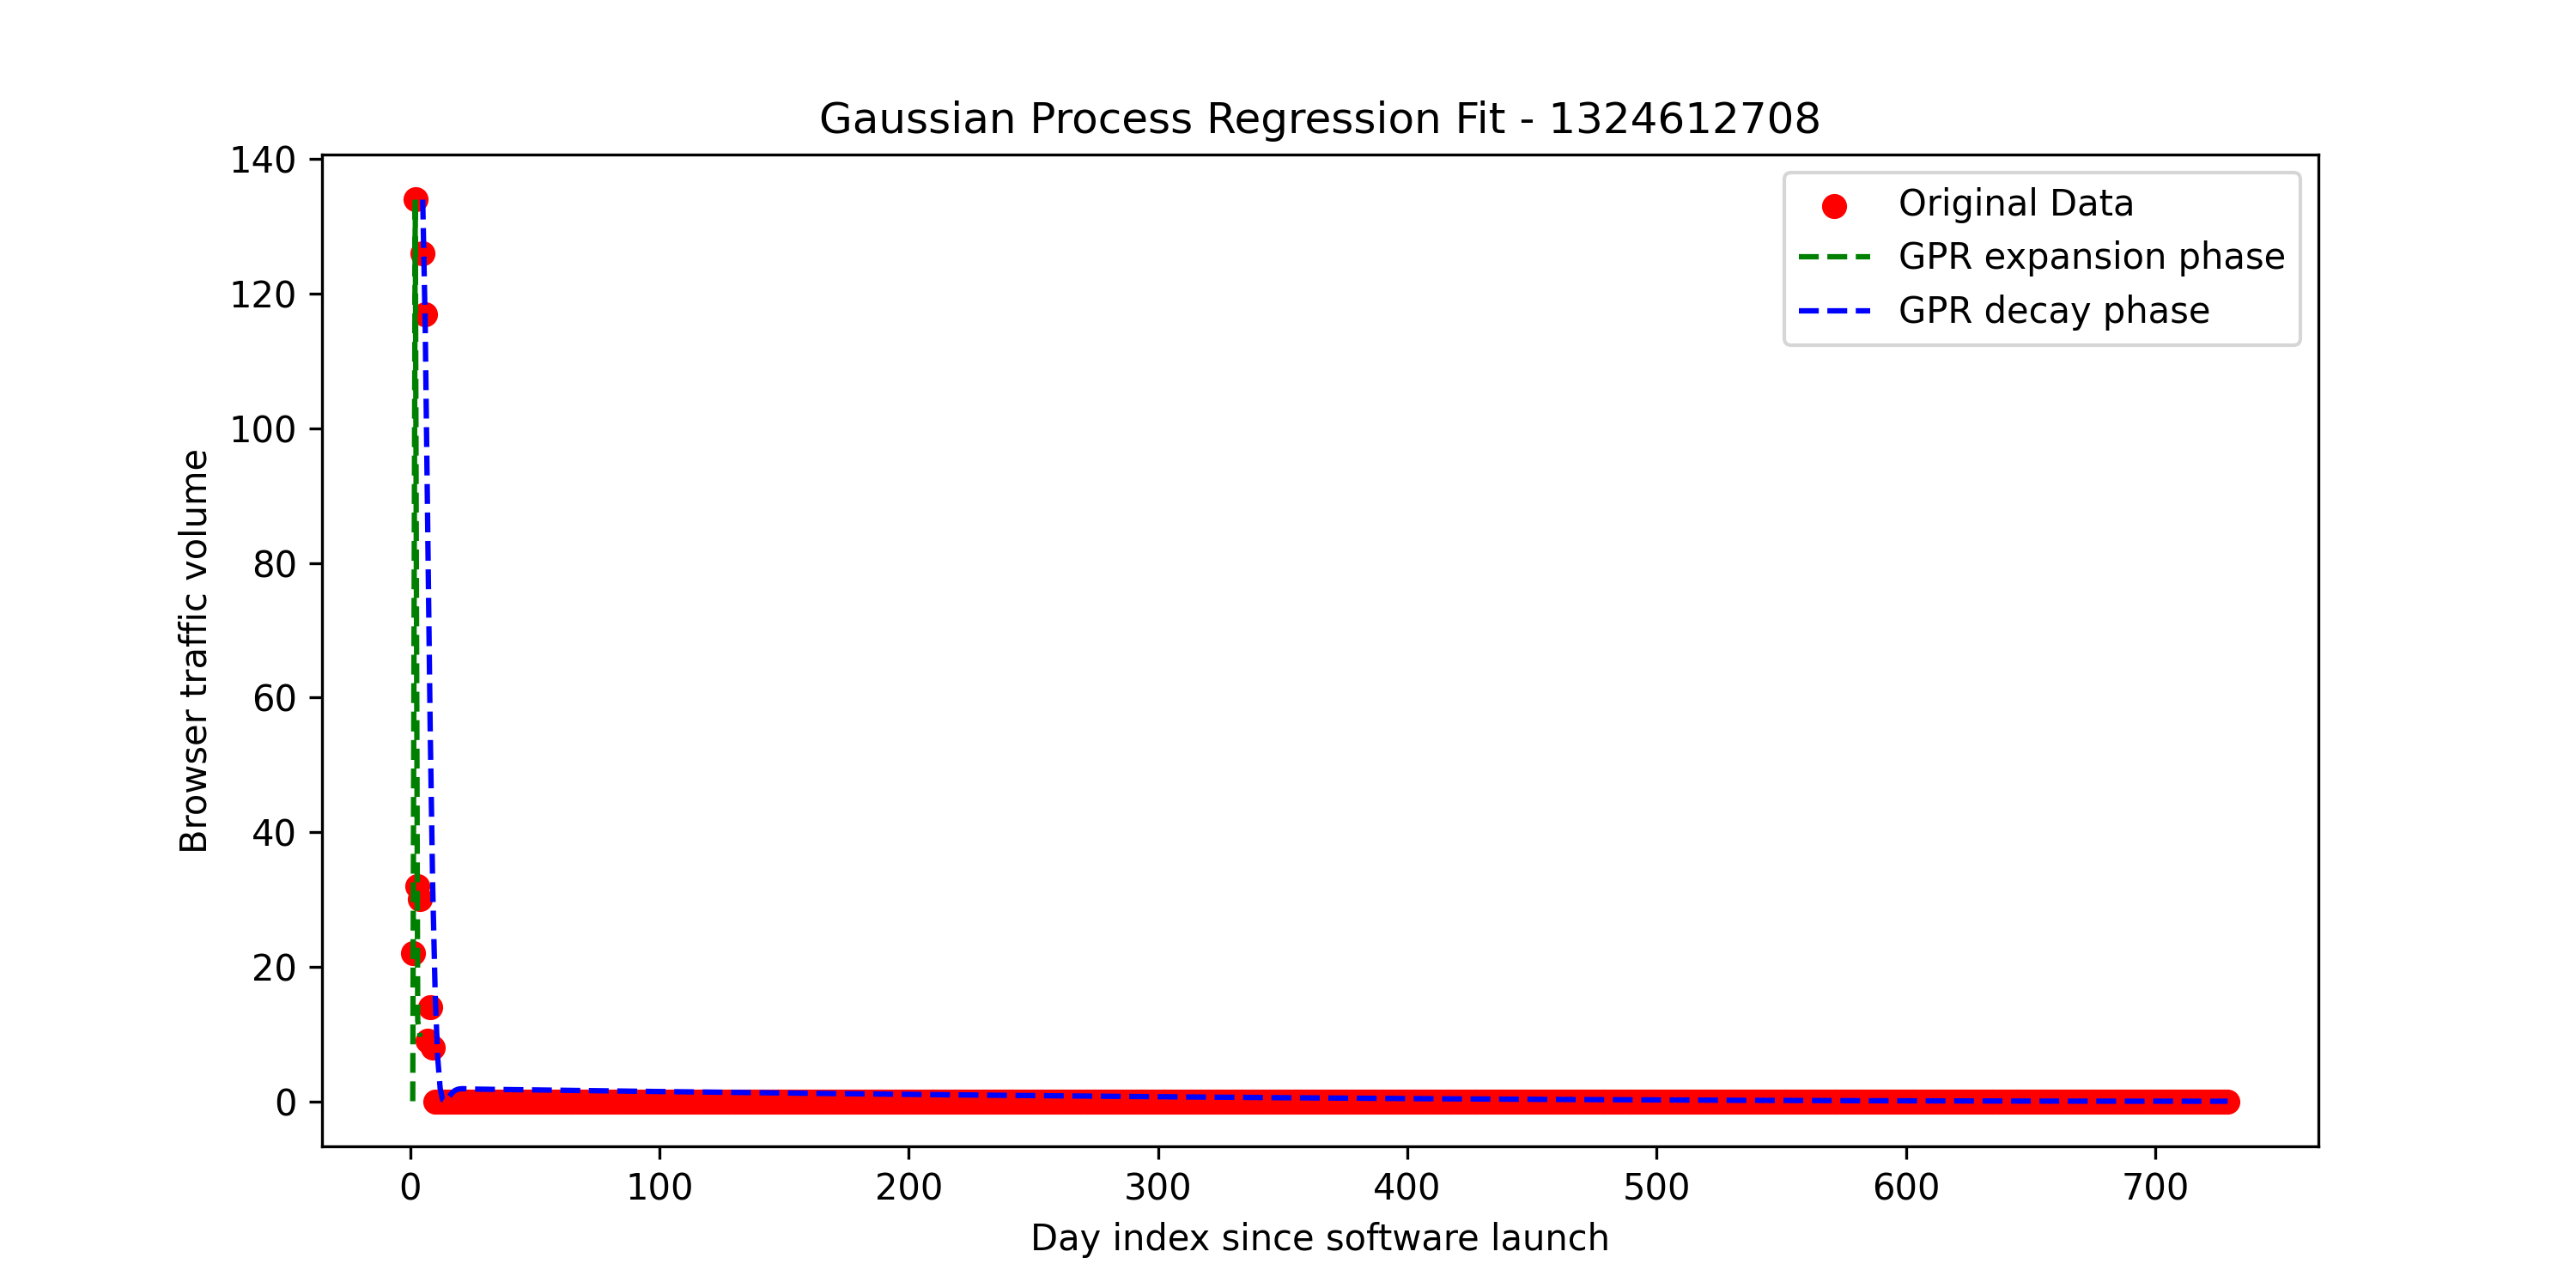 Gaussian Process Regression Fit - 1324612708
Original Data
GPR expansion phase
GPR decay phase
Browser traffic volume
140
120
100
80
60
40
20
0
0 100 200 300 400 500 600 700
Day index since software launch